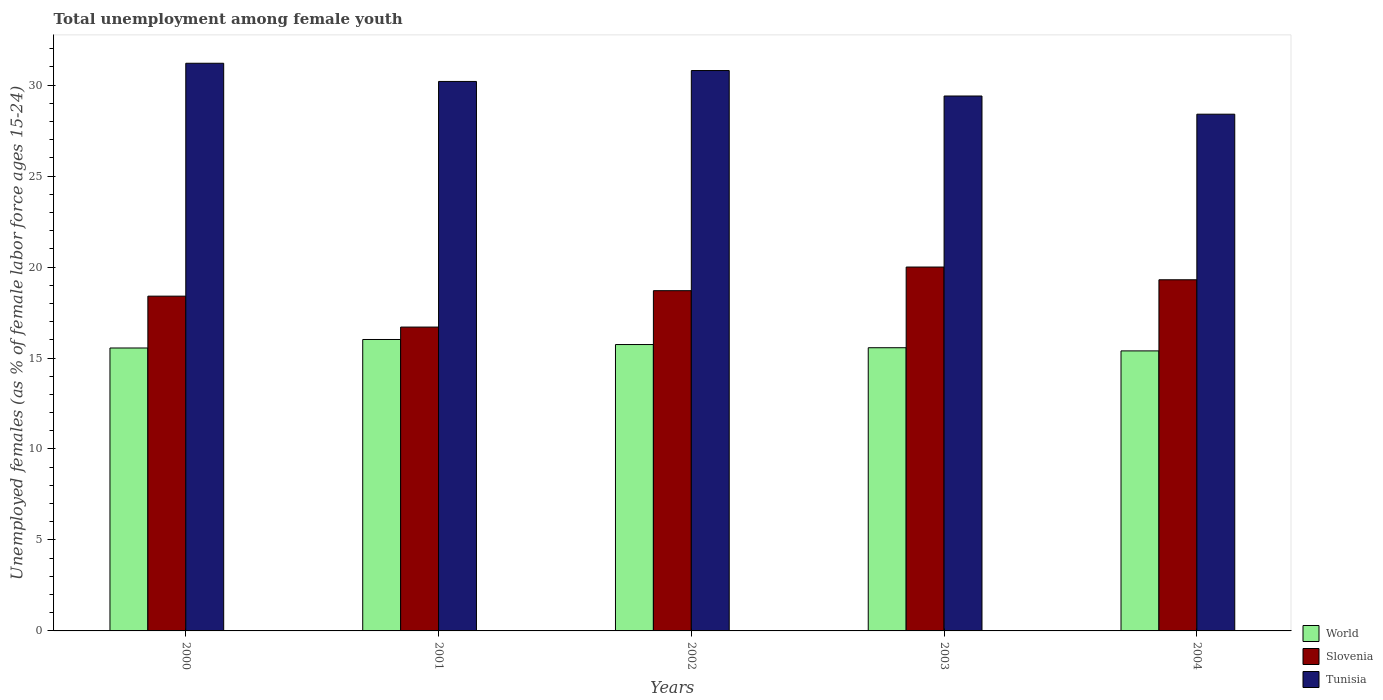 Total unemployment among female youth
Unemployed females (as % of female labor force ages 15-24)
30
25
20
15
10
5
0
2000
2001
2002
2003
2004
Years
World
Slovenia
Tunisia